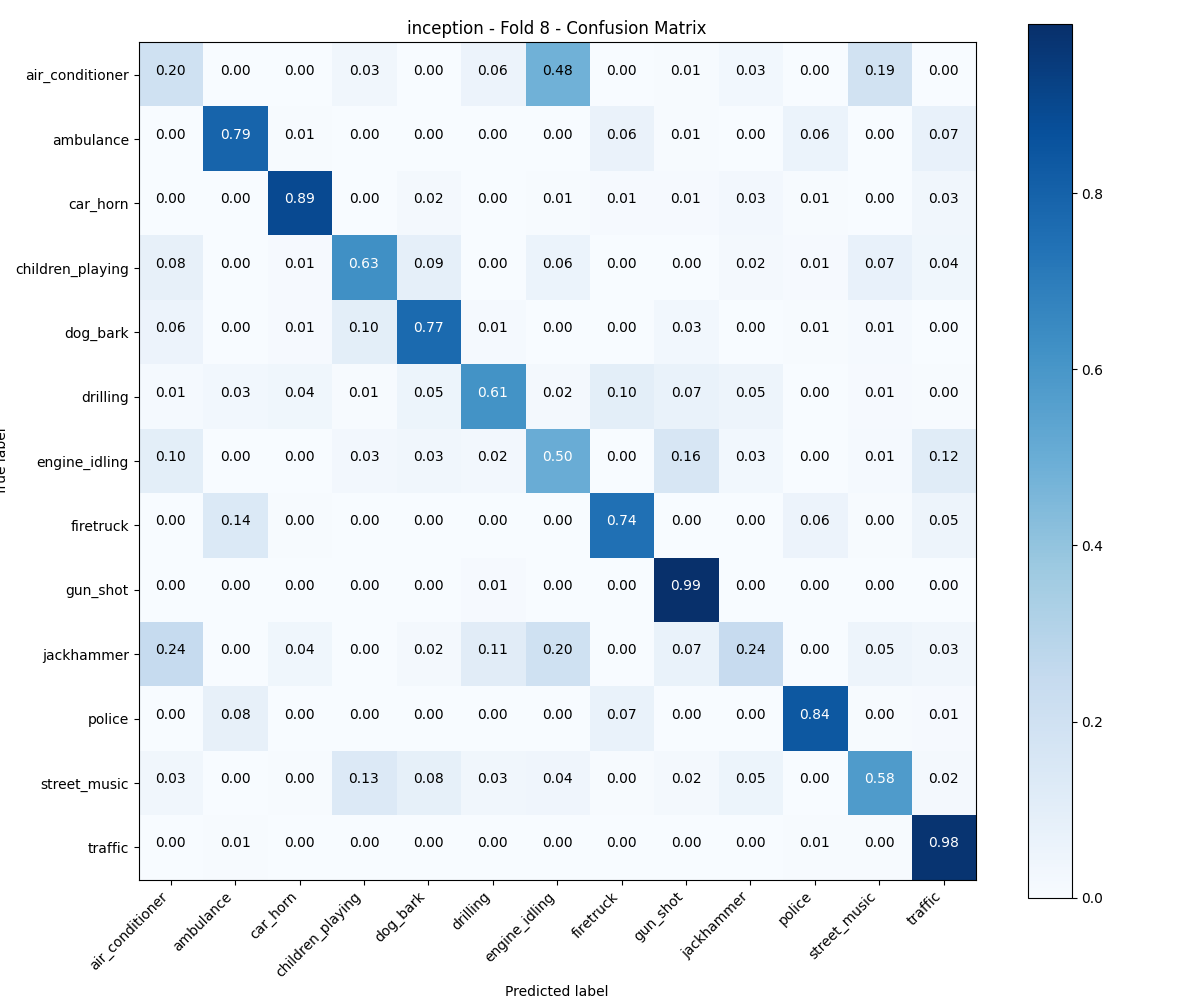 inception - Fold 8 - Confusion Matrix
air_conditioner 0.20 0.00 0.00 0.03 0.00 0.06 0.48 0.00 0.01 0.03 0.00 0.19 0.00
ambulance 0.00 0.79 0.01 0.00 0.00 0.00 0.00 0.06 0.01 0.00 0.06 0.00 0.07
car_horn 0.00 0.00 0.89 0.00 0.02 0.00 0.01 0.01 0.01 0.03 0.01 0.00 0.03
children_playing 0.08 0.00 0.01 0.63 0.09 0.00 0.06 0.00 0.00 0.02 0.01 0.07 0.04
dog_bark 0.06 0.00 0.01 0.10 0.77 0.01 0.00 0.00 0.03 0.00 0.01 0.01 0.00
drilling 0.01 0.03 0.04 0.01 0.05 0.61 0.02 0.10 0.07 0.05 0.00 0.01 0.00
engine_idling 0.10 0.00 0.00 0.03 0.03 0.02 0.50 0.00 0.16 0.03 0.00 0.01 0.12
firetruck 0.00 0.14 0.00 0.00 0.00 0.00 0.00 0.74 0.00 0.00 0.06 0.00 0.05
gun_shot 0.00 0.00 0.00 0.00 0.00 0.01 0.00 0.00 0.99 0.00 0.00 0.00 0.00
jackhammer 0.24 0.00 0.04 0.00 0.02 0.11 0.20 0.00 0.07 0.24 0.00 0.05 0.03
police 0.00 0.08 0.00 0.00 0.00 0.00 0.00 0.07 0.00 0.00 0.84 0.00 0.01
street_music 0.03 0.00 0.00 0.13 0.08 0.03 0.04 0.00 0.02 0.05 0.00 0.58 0.02
traffic 0.00 0.01 0.00 0.00 0.00 0.00 0.00 0.00 0.00 0.00 0.01 0.00 0.98
air_conditioner ambulance car_horn children_playing dog_bark drilling engine_idling firetruck gun_shot jackhammer police street_music traffic
Predicted label
label
0.8
0.6
0.4
0.2
0.0